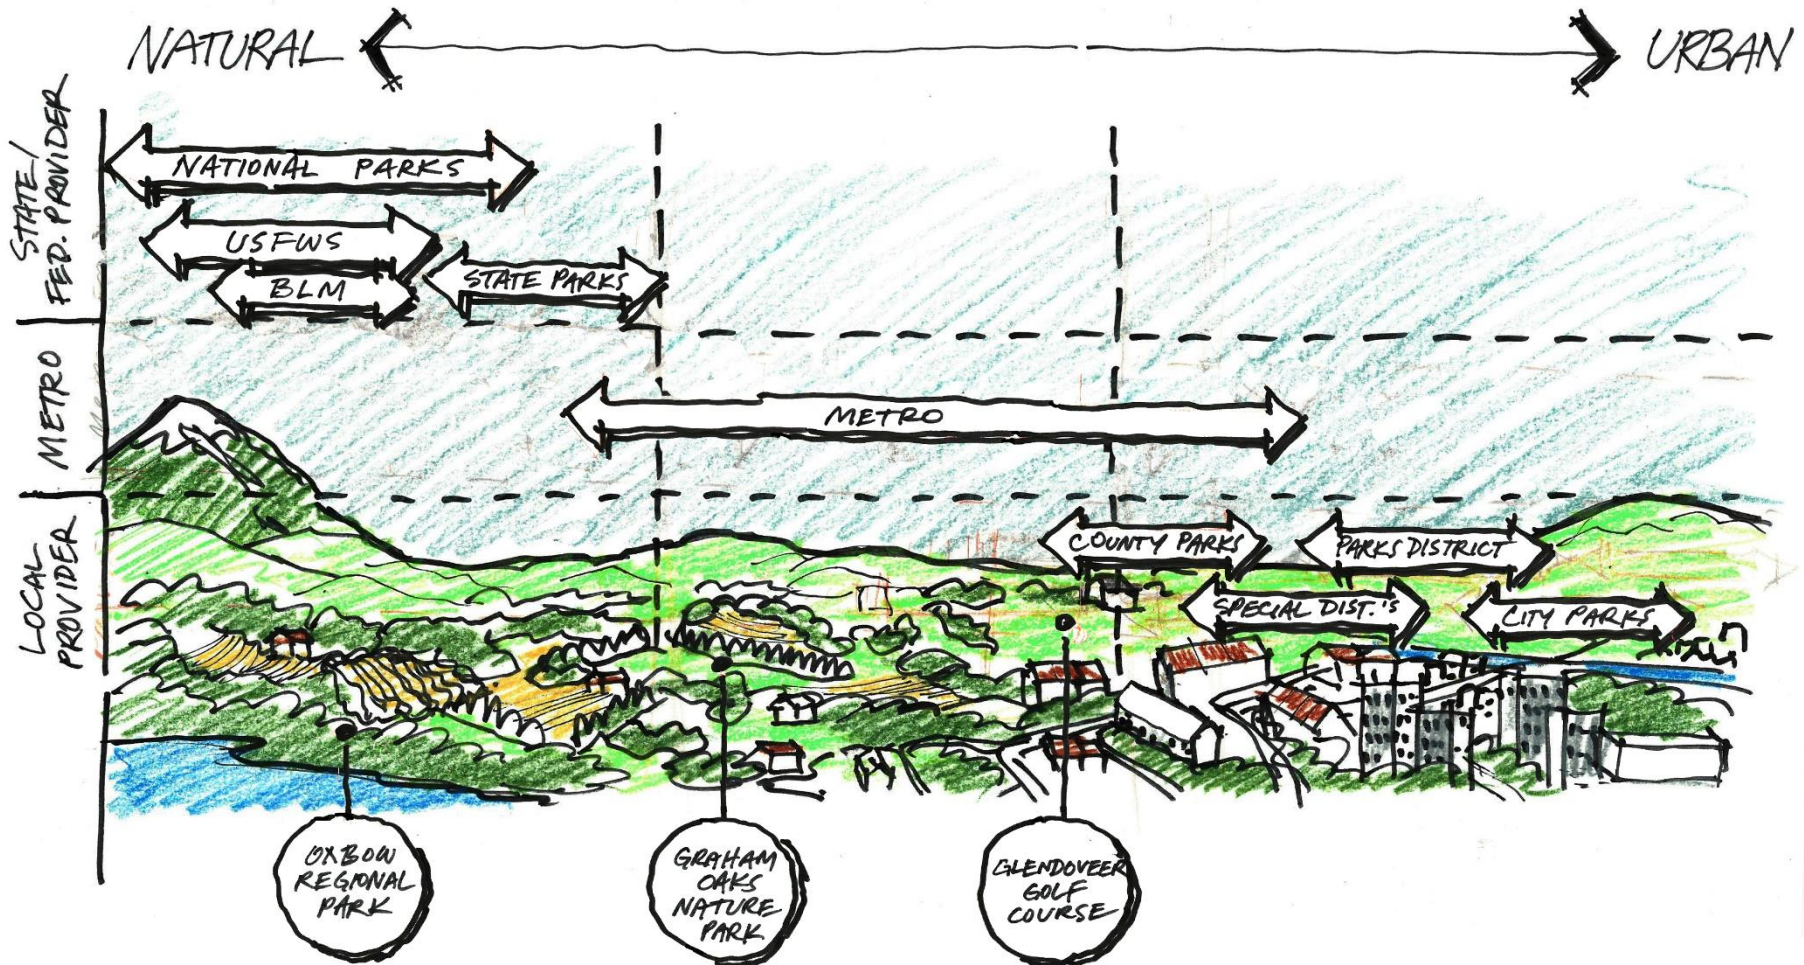 NATURAL
URBAN
STATE/
FED. PROVIDER
NATIONAL PARKS
USFWS
BLM
STATE PARKS
METRO
METRO
LOCAL
PROVIDER
COUNTY PARKS
PARKS DISTRICT
SPECIAL DIST.'S
CITY PARKS
OXBOW
REGIONAL
PARK
GRAHAM
OAKS
NATURE
PARK
GLENDOVEER
GOLF
COURSE